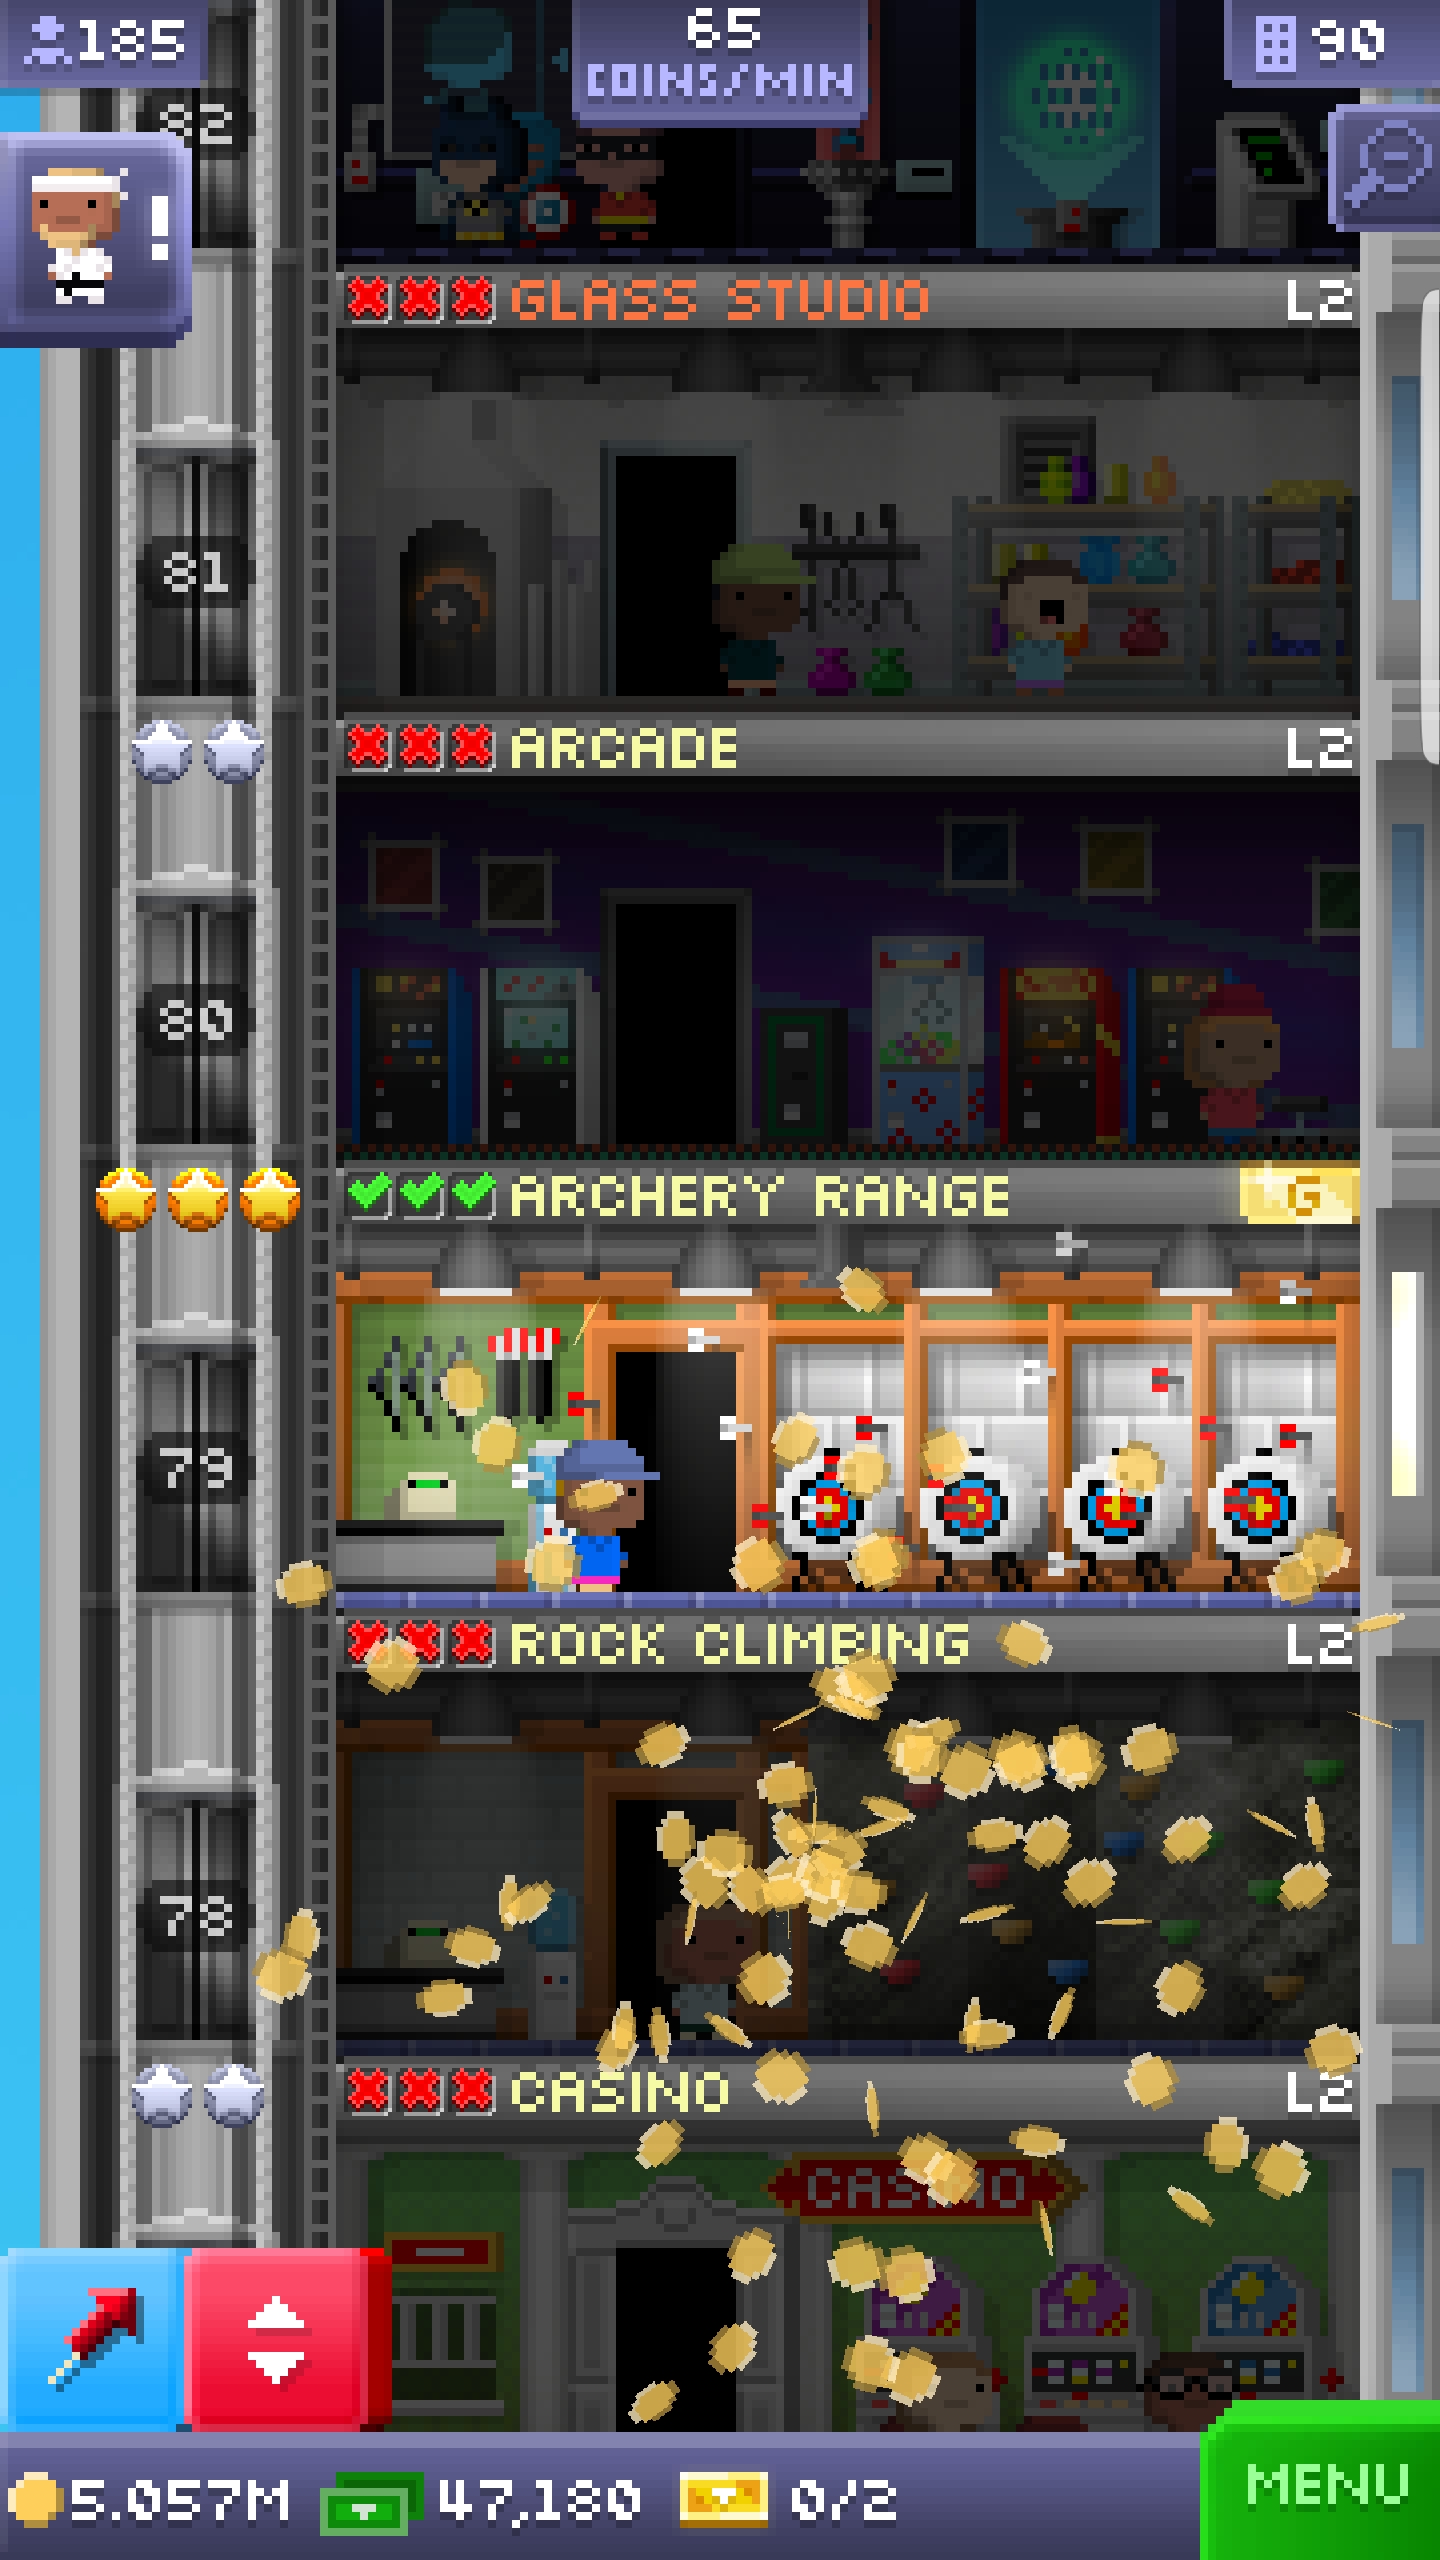 185
65
COINS/MIN
90
82
!
GLASS STUDIO L2
81
ARCADE L2
80
ARCHERY RANGE G
79
ROCK CLIMBING L2
78
CASINO L2
CASINO
5.057M 47,180 0/2
MENU